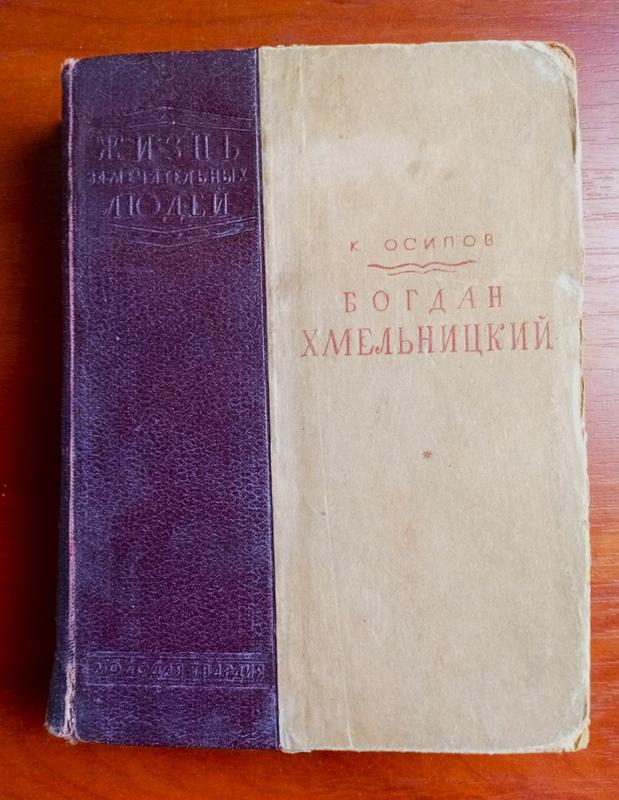 ЖИЗНЬ
ЗАМЕЧАТЕЛЬНЫХ
ЛЮДЕЙ
К. ОСИПОВ
БОГДАН
ХМЕЛЬНИЦКИЙ
*
МОЛОДАЯ ГВАРДИЯ